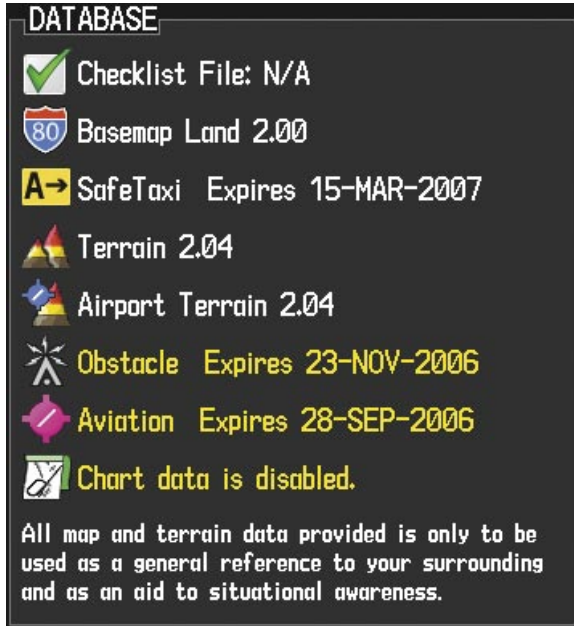 DATABASE
Checklist File: N/A
80 Basemap Land 2.00
A→ SafeTaxi Expires 15-MAR-2007
Terrain 2.04
Airport Terrain 2.04
Obstacle Expires 23-NOV-2006
Aviation Expires 28-SEP-2006
Chart data is disabled.
All map and terrain data provided is only to be
used as a general reference to your surrounding
and as an aid to situational awareness.